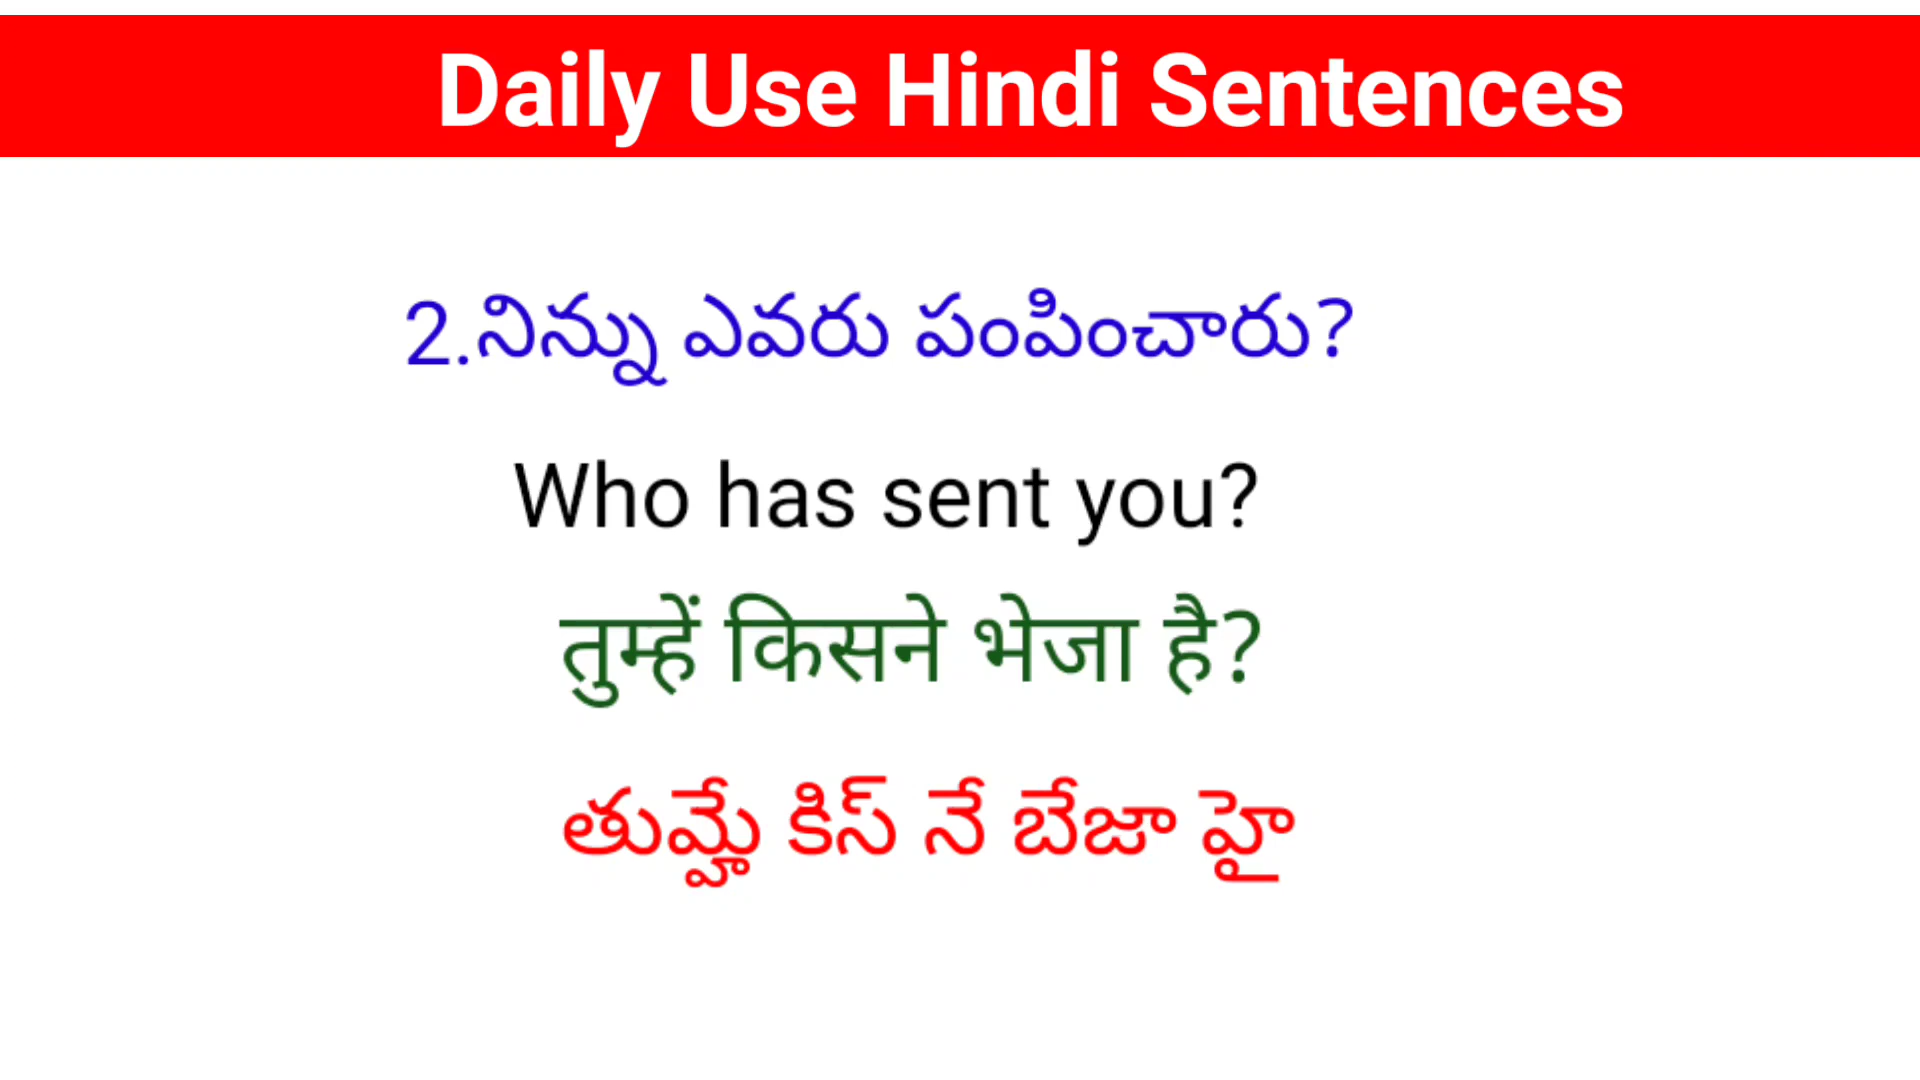 Daily Use Hindi Sentences
2.నిన్ను ఎవరు పంపించారు?
Who has sent you?
तुम्हें किसने भेजा है?
తుమ్హే కిస్ నే బేజా హై